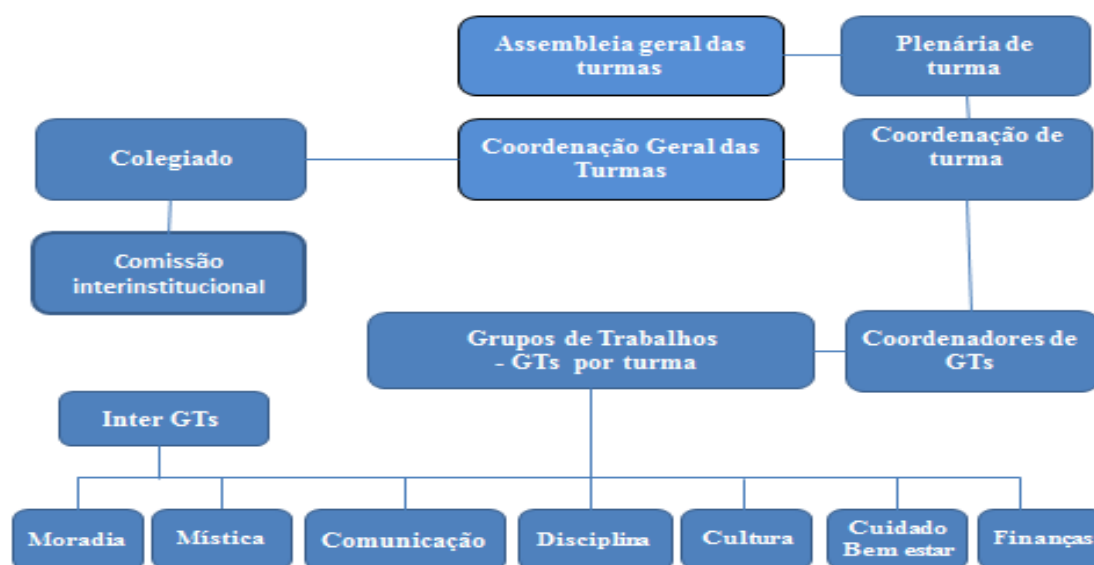 Assembleia geral das
turmas
Plenária de
turma
Colegiado
Coordenação Geral das
Turmas
Coordenação de
turma
Comissão
interinstitucional
Grupos de Trabalhos
- GTs por turma
Coordenadores de
GTs
Inter GTs
Moradia
Mística
Comunicação
Disciplina
Cultura
Cuidado
Bem estar
Finanças